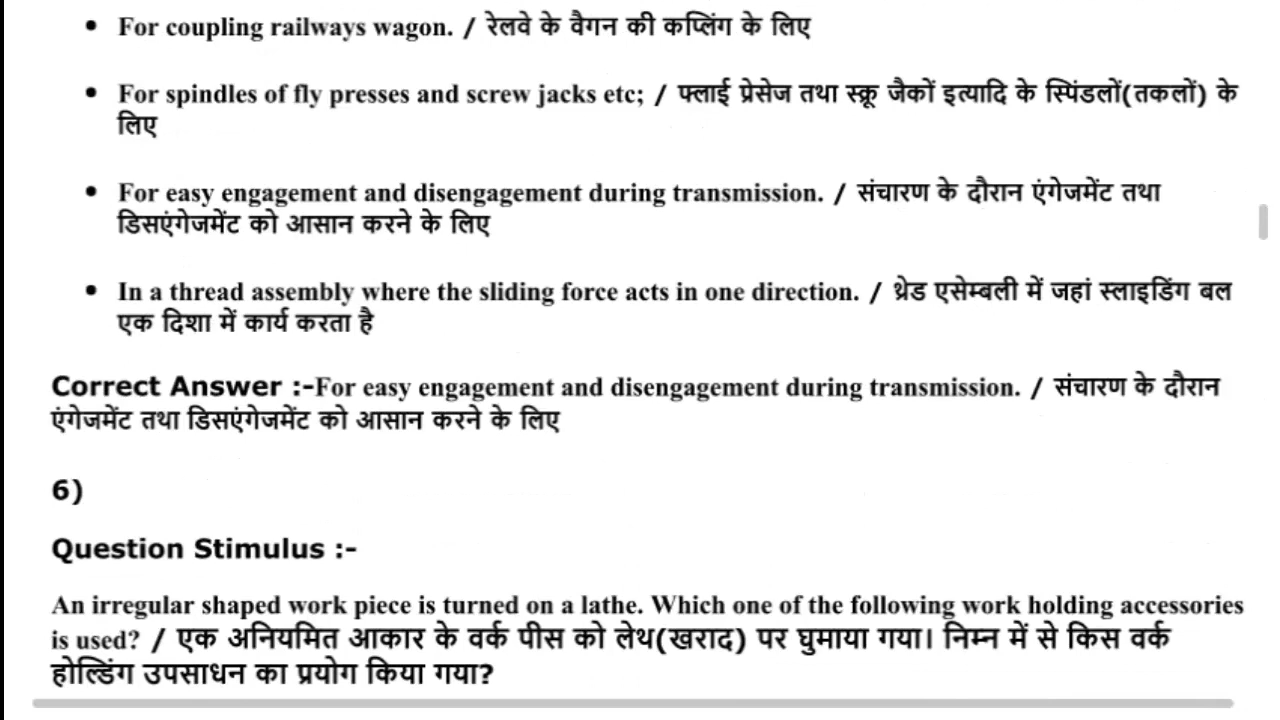 • For coupling railways wagon. / रेलवे के वैगन की कप्लिंग के लिए
• For spindles of fly presses and screw jacks etc; / फ्लाई प्रेसेज तथा स्क्रू जैकों इत्यादि के स्पिंडलों(तकलों) के
लिए
• For easy engagement and disengagement during transmission. / संचारण के दौरान एंगेजमेंट तथा
डिसएंगेजमेंट को आसान करने के लिए
• In a thread assembly where the sliding force acts in one direction. / थ्रेड एसेम्बली में जहां स्लाइडिंग बल
एक दिशा में कार्य करता है
Correct Answer :-For easy engagement and disengagement during transmission. / संचारण के दौरान
एंगेजमेंट तथा डिसएंगेजमेंट को आसान करने के लिए
6)
Question Stimulus :-
An irregular shaped work piece is turned on a lathe. Which one of the following work holding accessories
is used? / एक अनियमित आकार के वर्क पीस को लेथ(खराद) पर घुमाया गया। निम्न में से किस वर्क
होल्डिंग उपसाधन का प्रयोग किया गया?